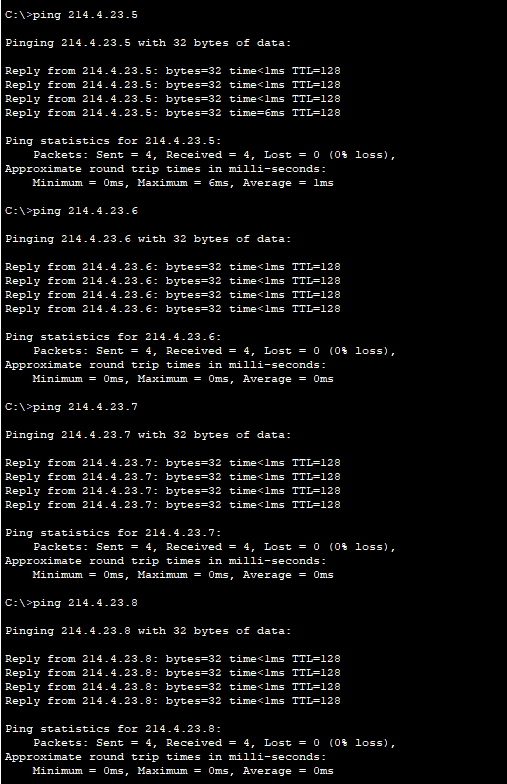 C:\>ping 214.4.23.5
Pinging 214.4.23.5 with 32 bytes of data:
Reply from 214.4.23.5: bytes=32 time<1ms TTL=128
Reply from 214.4.23.5: bytes=32 time<1ms TTL=128
Reply from 214.4.23.5: bytes=32 time<1ms TTL=128
Reply from 214.4.23.5: bytes=32 time=6ms TTL=128
Ping statistics for 214.4.23.5:
    Packets: Sent = 4, Received = 4, Lost = 0 (0% loss),
Approximate round trip times in milli-seconds:
    Minimum = 0ms, Maximum = 6ms, Average = 1ms
C:\>ping 214.4.23.6
Pinging 214.4.23.6 with 32 bytes of data:
Reply from 214.4.23.6: bytes=32 time<1ms TTL=128
Reply from 214.4.23.6: bytes=32 time<1ms TTL=128
Reply from 214.4.23.6: bytes=32 time<1ms TTL=128
Reply from 214.4.23.6: bytes=32 time<1ms TTL=128
Ping statistics for 214.4.23.6:
    Packets: Sent = 4, Received = 4, Lost = 0 (0% loss),
Approximate round trip times in milli-seconds:
    Minimum = 0ms, Maximum = 0ms, Average = 0ms
C:\>ping 214.4.23.7
Pinging 214.4.23.7 with 32 bytes of data:
Reply from 214.4.23.7: bytes=32 time<1ms TTL=128
Reply from 214.4.23.7: bytes=32 time<1ms TTL=128
Reply from 214.4.23.7: bytes=32 time<1ms TTL=128
Reply from 214.4.23.7: bytes=32 time<1ms TTL=128
Ping statistics for 214.4.23.7:
    Packets: Sent = 4, Received = 4, Lost = 0 (0% loss),
Approximate round trip times in milli-seconds:
    Minimum = 0ms, Maximum = 0ms, Average = 0ms
C:\>ping 214.4.23.8
Pinging 214.4.23.8 with 32 bytes of data:
Reply from 214.4.23.8: bytes=32 time<1ms TTL=128
Reply from 214.4.23.8: bytes=32 time<1ms TTL=128
Reply from 214.4.23.8: bytes=32 time<1ms TTL=128
Reply from 214.4.23.8: bytes=32 time<1ms TTL=128
Ping statistics for 214.4.23.8:
    Packets: Sent = 4, Received = 4, Lost = 0 (0% loss),
Approximate round trip times in milli-seconds:
    Minimum = 0ms, Maximum = 0ms, Average = 0ms